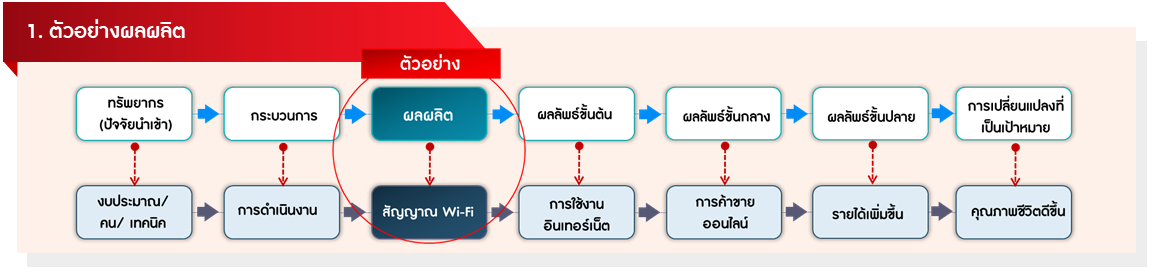 1. ตัวอย่างผลผลิต
ตัวอย่าง
ทรัพยากร
(ปัจจัยนำเข้า)
กระบวนการ
ผลผลิต
ผลลัพธ์ขั้นต้น
ผลลัพธ์ขั้นกลาง
ผลลัพธ์ขั้นปลาย
การเปลี่ยนแปลงที่
เป็นเป้าหมาย
งบประมาณ/
คน/ เทคนิค
การดำเนินงาน
สัญญาณ Wi-Fi
การใช้งาน
อินเทอร์เน็ต
การค้าขาย
ออนไลน์
รายได้เพิ่มขึ้น
คุณภาพชีวิตดีขึ้น